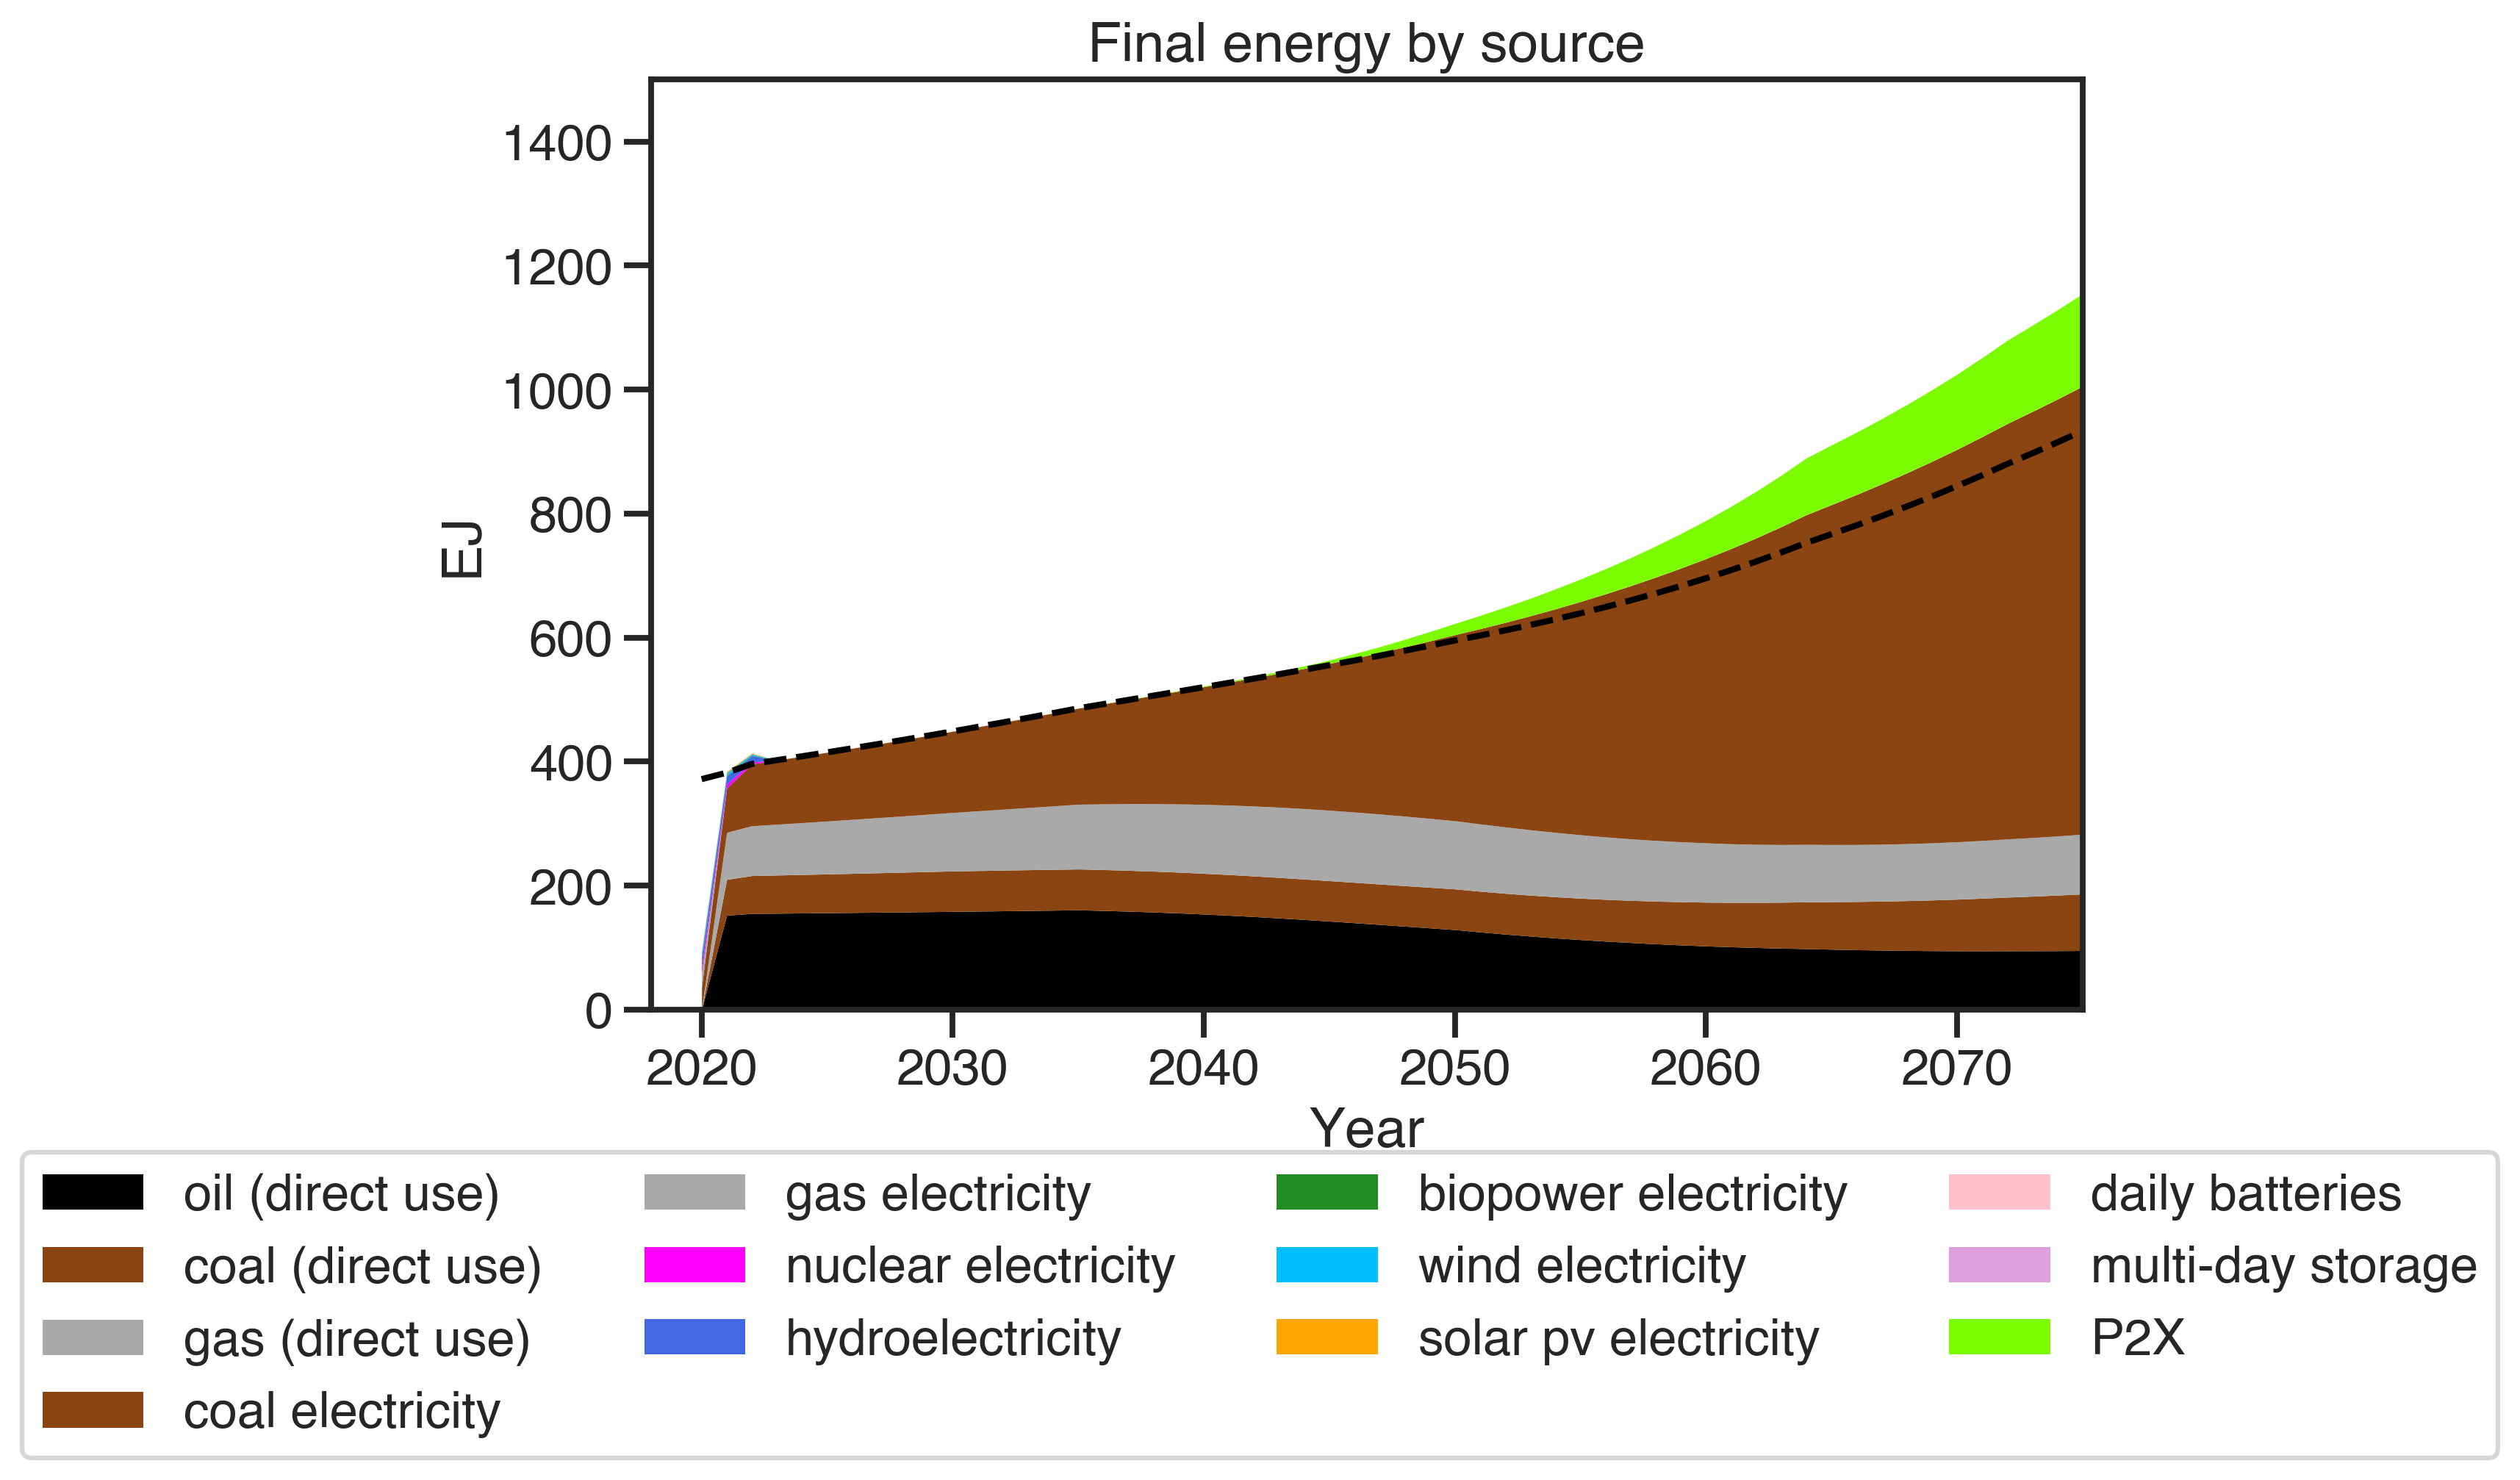 Final energy by source
1400
1200
1000
800
600
400
200
0
EJ
2020 2030 2040 2050 2060 2070
Year
oil (direct use)
coal (direct use)
gas (direct use)
coal electricity
gas electricity
nuclear electricity
hydroelectricity
biopower electricity
wind electricity
solar pv electricity
daily batteries
multi-day storage
P2X